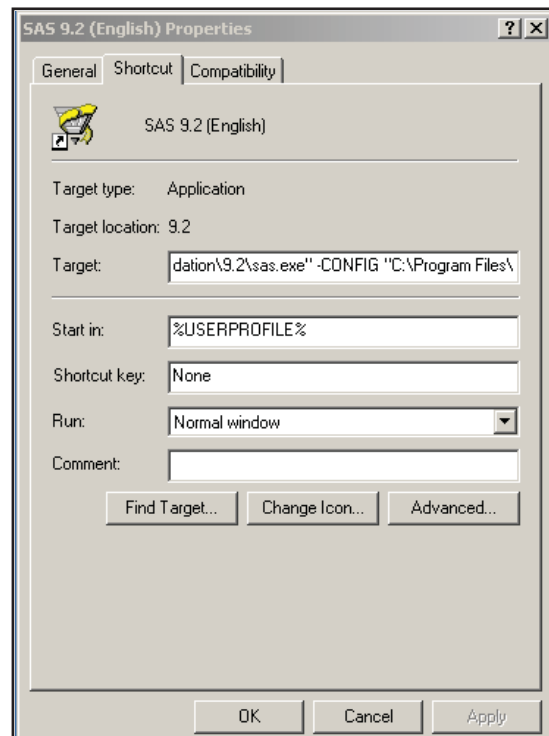 SAS 9.2 (English) Properties ? X
General Shortcut Compatibility
SAS 9.2 (English)
Target type: Application
Target location: 9.2
Target: dation\9.2\sas.exe" -CONFIG "C:\Program Files\
Start in: %USERPROFILE%
Shortcut key: None
Run: Normal window
Comment:
Find Target... Change Icon... Advanced...
OK Cancel Apply